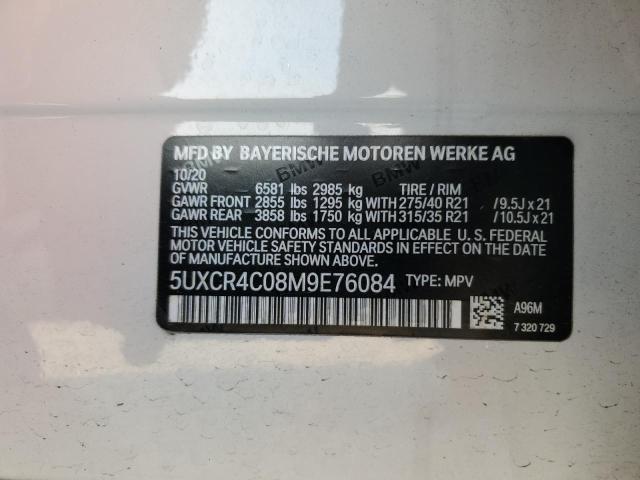 MFD BY BAYERISCHE MOTOREN WERKE AG
10/20
GVWR 6581 lbs 2985 kg TIRE / RIM
GAWR FRONT 2855 lbs 1295 kg WITH 275/40 R21 /9.5J x 21
GAWR REAR 3858 lbs 1750 kg WITH 315/35 R21 /10.5J x 21
THIS VEHICLE CONFORMS TO ALL APPLICABLE U. S. FEDERAL
MOTOR VEHICLE SAFETY STANDARDS IN EFFECT ON THE
DATE OF MANUFACTURE SHOWN ABOVE.
5UXCR4C08M9E76084 TYPE: MPV
A96M
7 320 729